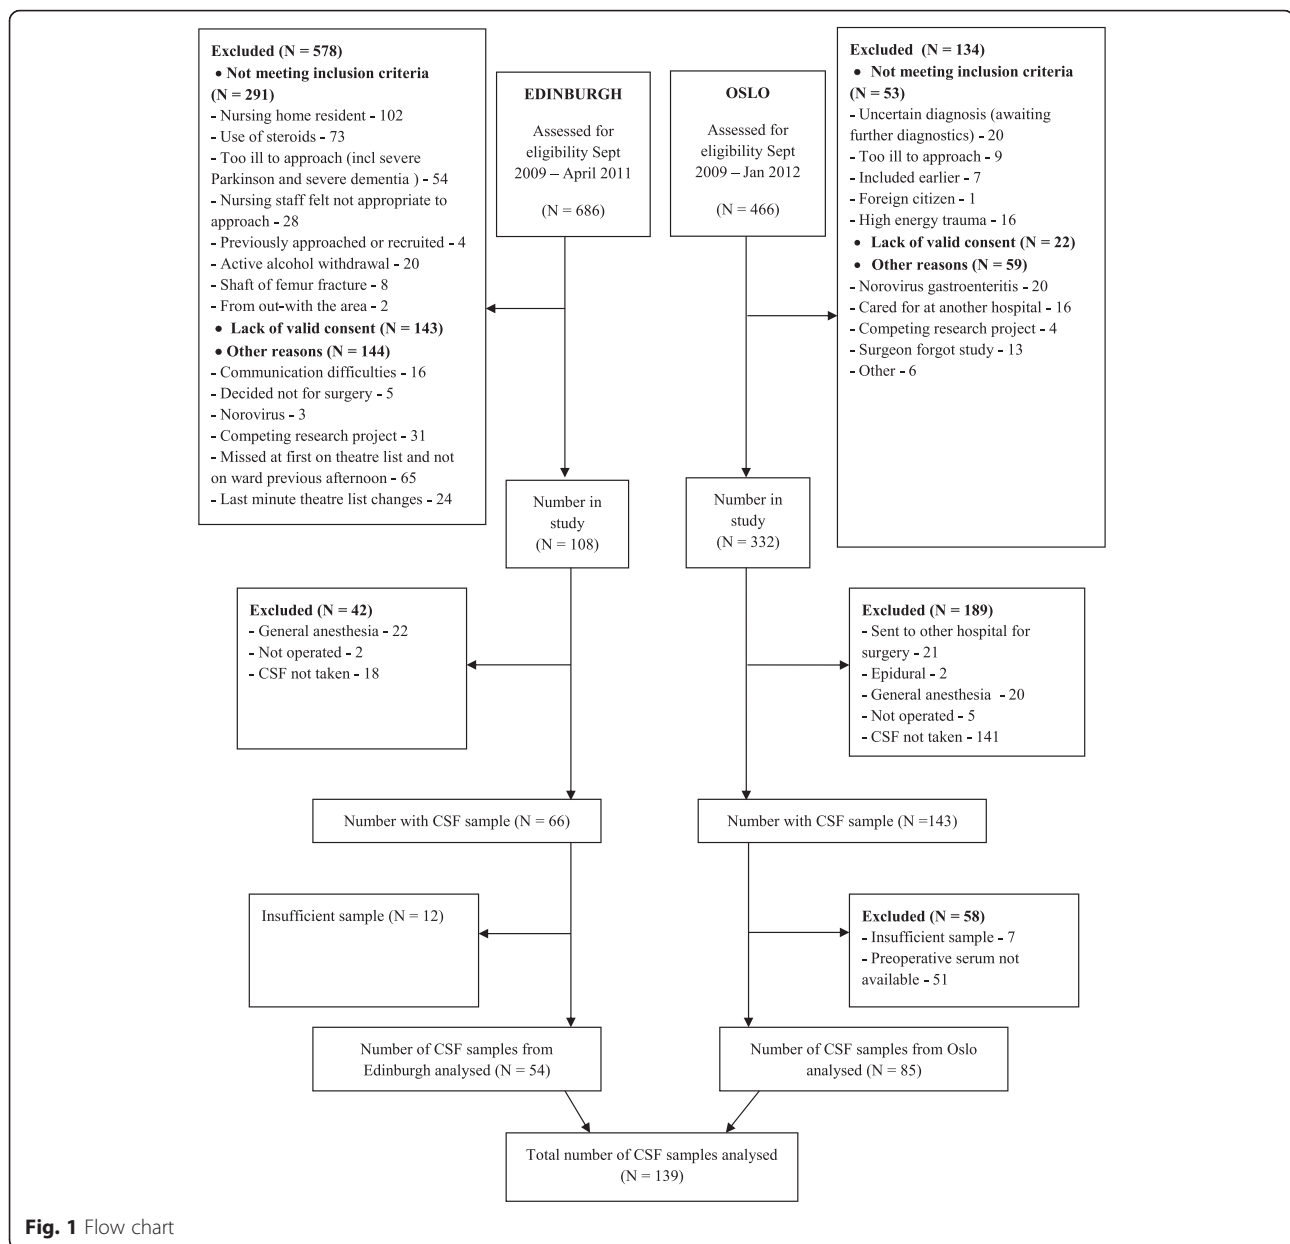 Excluded (N = 578)
• Not meeting inclusion criteria
(N = 291)
- Nursing home resident - 102
- Use of steroids - 73
- Too ill to approach (incl severe
Parkinson and severe dementia ) - 54
- Nursing staff felt not appropriate to
approach - 28
- Previously approached or recruited - 4
- Active alcohol withdrawal - 20
- Shaft of femur fracture - 8
- From out-with the area - 2
• Lack of valid consent (N = 143)
• Other reasons (N = 144)
- Communication difficulties - 16
- Decided not for surgery - 5
- Norovirus - 3
- Competing research project - 31
- Missed at first on theatre list and not
on ward previous afternoon - 65
- Last minute theatre list changes - 24
EDINBURGH
Assessed for
eligibility Sept
2009 – April 2011
(N = 686)
OSLO
Assessed for
eligibility Sept
2009 – Jan 2012
(N = 466)
Excluded (N = 134)
• Not meeting inclusion criteria
(N = 53)
- Uncertain diagnosis (awaiting
further diagnostics) - 20
- Too ill to approach - 9
- Included earlier - 7
- Foreign citizen - 1
- High energy trauma - 16
• Lack of valid consent (N = 22)
• Other reasons (N = 59)
- Norovirus gastroenteritis - 20
- Cared for at another hospital - 16
- Competing research project - 4
- Surgeon forgot study - 13
- Other - 6
Number in
study
(N = 108)
Number in
study
(N = 332)
Excluded (N = 42)
- General anesthesia - 22
- Not operated - 2
- CSF not taken - 18
Excluded (N = 189)
- Sent to other hospital for
surgery - 21
- Epidural - 2
- General anesthesia - 20
- Not operated - 5
- CSF not taken - 141
Number with CSF sample (N = 66)
Number with CSF sample (N =143)
Insufficient sample (N = 12)
Excluded (N = 58)
- Insufficient sample - 7
- Preoperative serum not
available - 51
Number of CSF samples from
Edinburgh analysed (N = 54)
Number of CSF samples from Oslo
analysed (N = 85)
Total number of CSF samples analysed
(N = 139)
Fig. 1 Flow chart